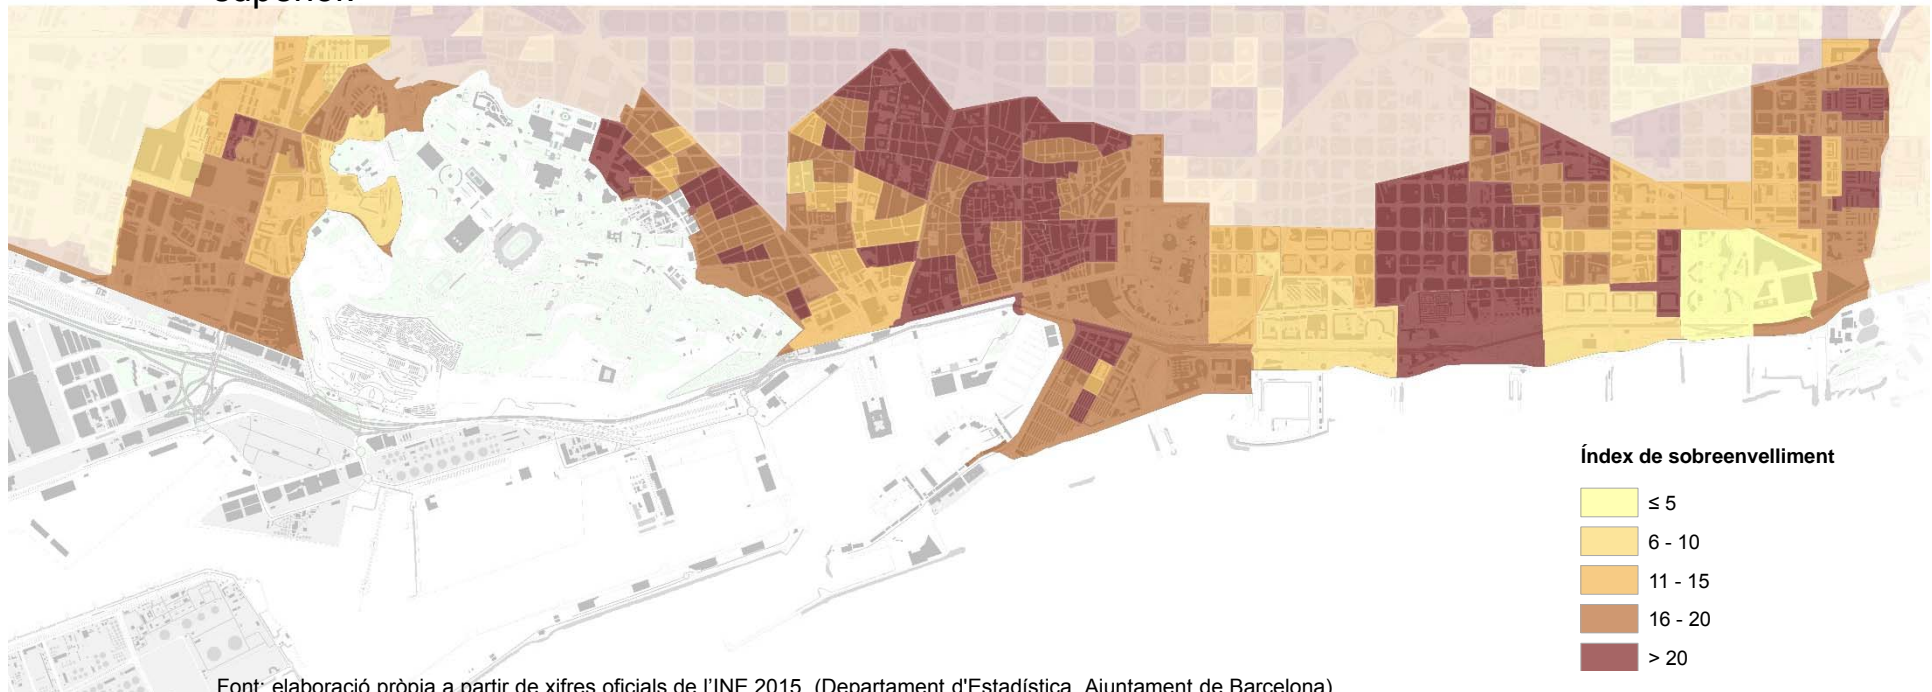 superior.
Índex de sobreenvelliment
≤ 5
6 - 10
11 - 15
16 - 20
> 20
Font: elaboració pròpia a partir de xifres oficials de l'INE 2015. (Departament d'Estadística. Ajuntament de Barcelona)